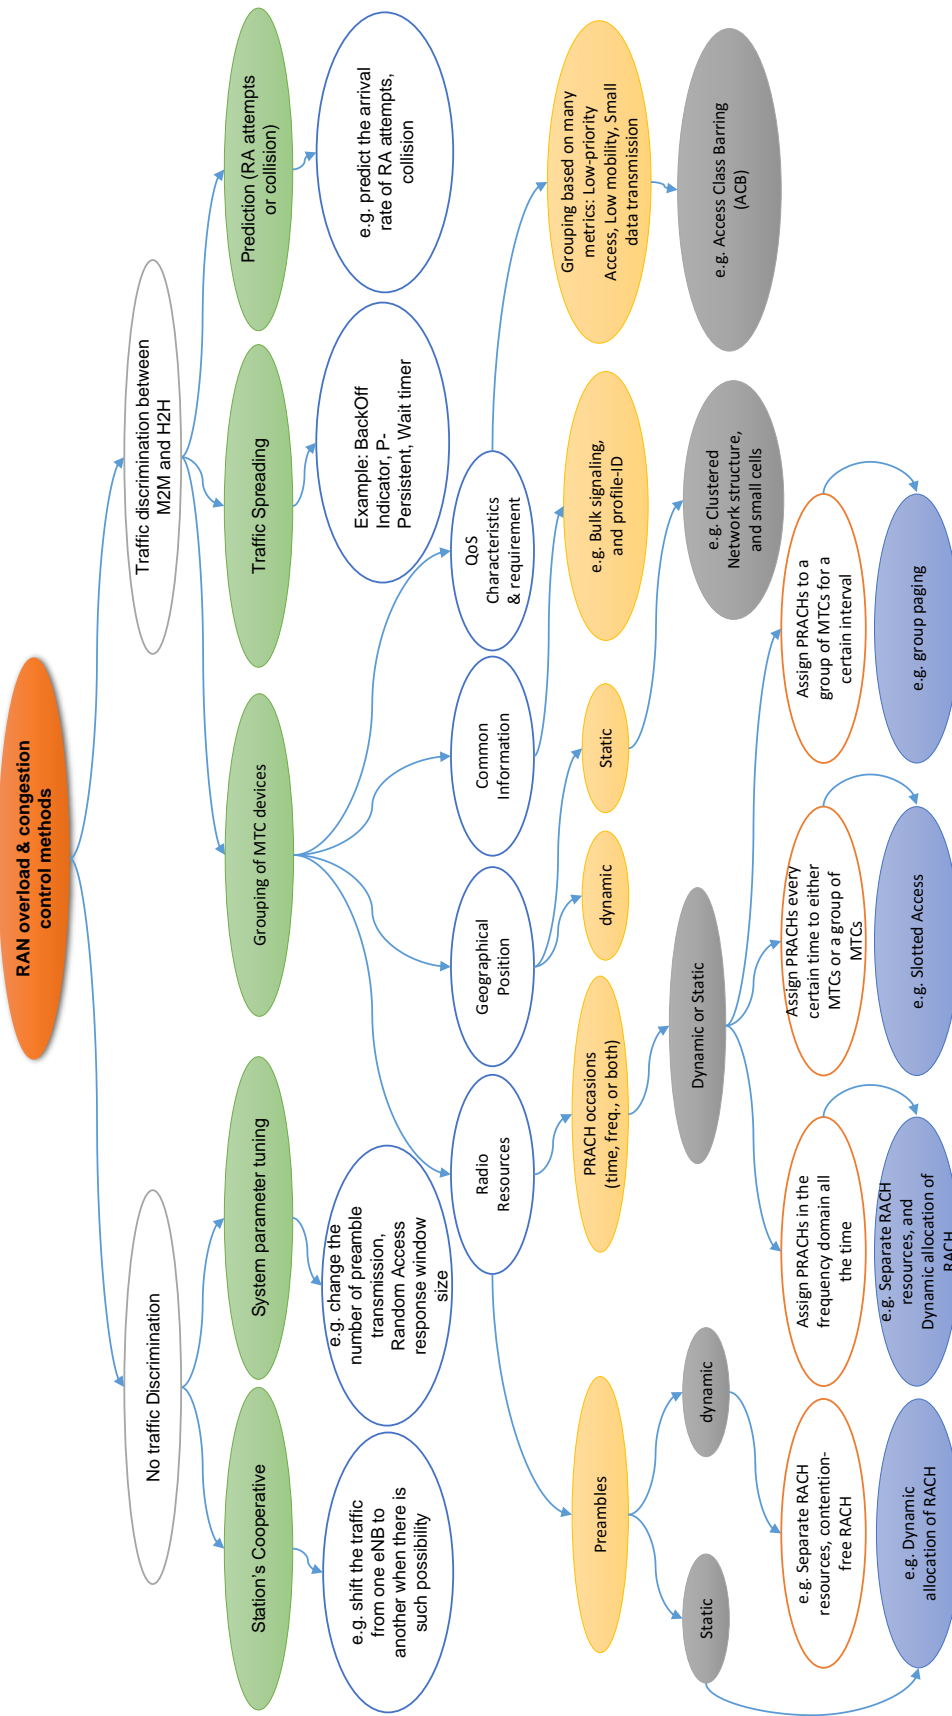 RAN overload & congestion
control methods
No traffic Discrimination
Traffic discrimination between
M2M and H2H
Station's Cooperative
System parameter tuning
Grouping of MTC devices
Traffic Spreading
Prediction (RA attempts
or collision)
e.g. shift the traffic
from one eNB to
another when there is
such possibility
e.g. change the
number of preamble
transmission,
Random Access
response window
size
Example: BackOff
Indicator, P-
Persistent, Wait timer
e.g. predict the arrival
rate of RA attempts,
collision
Radio
Resources
Geographical
Position
Common
Information
QoS
Characteristics
& requirement
Preambles
PRACH occasions
(time, freq., or both)
dynamic
Static
e.g. Bulk signaling,
and profile-ID
Grouping based on many
metrics: Low-priority
Access, Low mobility, Small
data transmission
Static
dynamic
Dynamic or Static
e.g. Clustered
Network structure,
and small cells
e.g. Access Class Barring
(ACB)
e.g. Separate RACH
resources, contention-
free RACH
Assign PRACHs in the
frequency domain all
the time
Assign PRACHs every
certain time to either
MTCs or a group of
MTCs
Assign PRACHs to a
group of MTCs for a
certain interval
e.g. Dynamic
allocation of RACH
e.g. Separate RACH
resources, and
Dynamic allocation of
RACH
e.g. Slotted Access
e.g. group paging